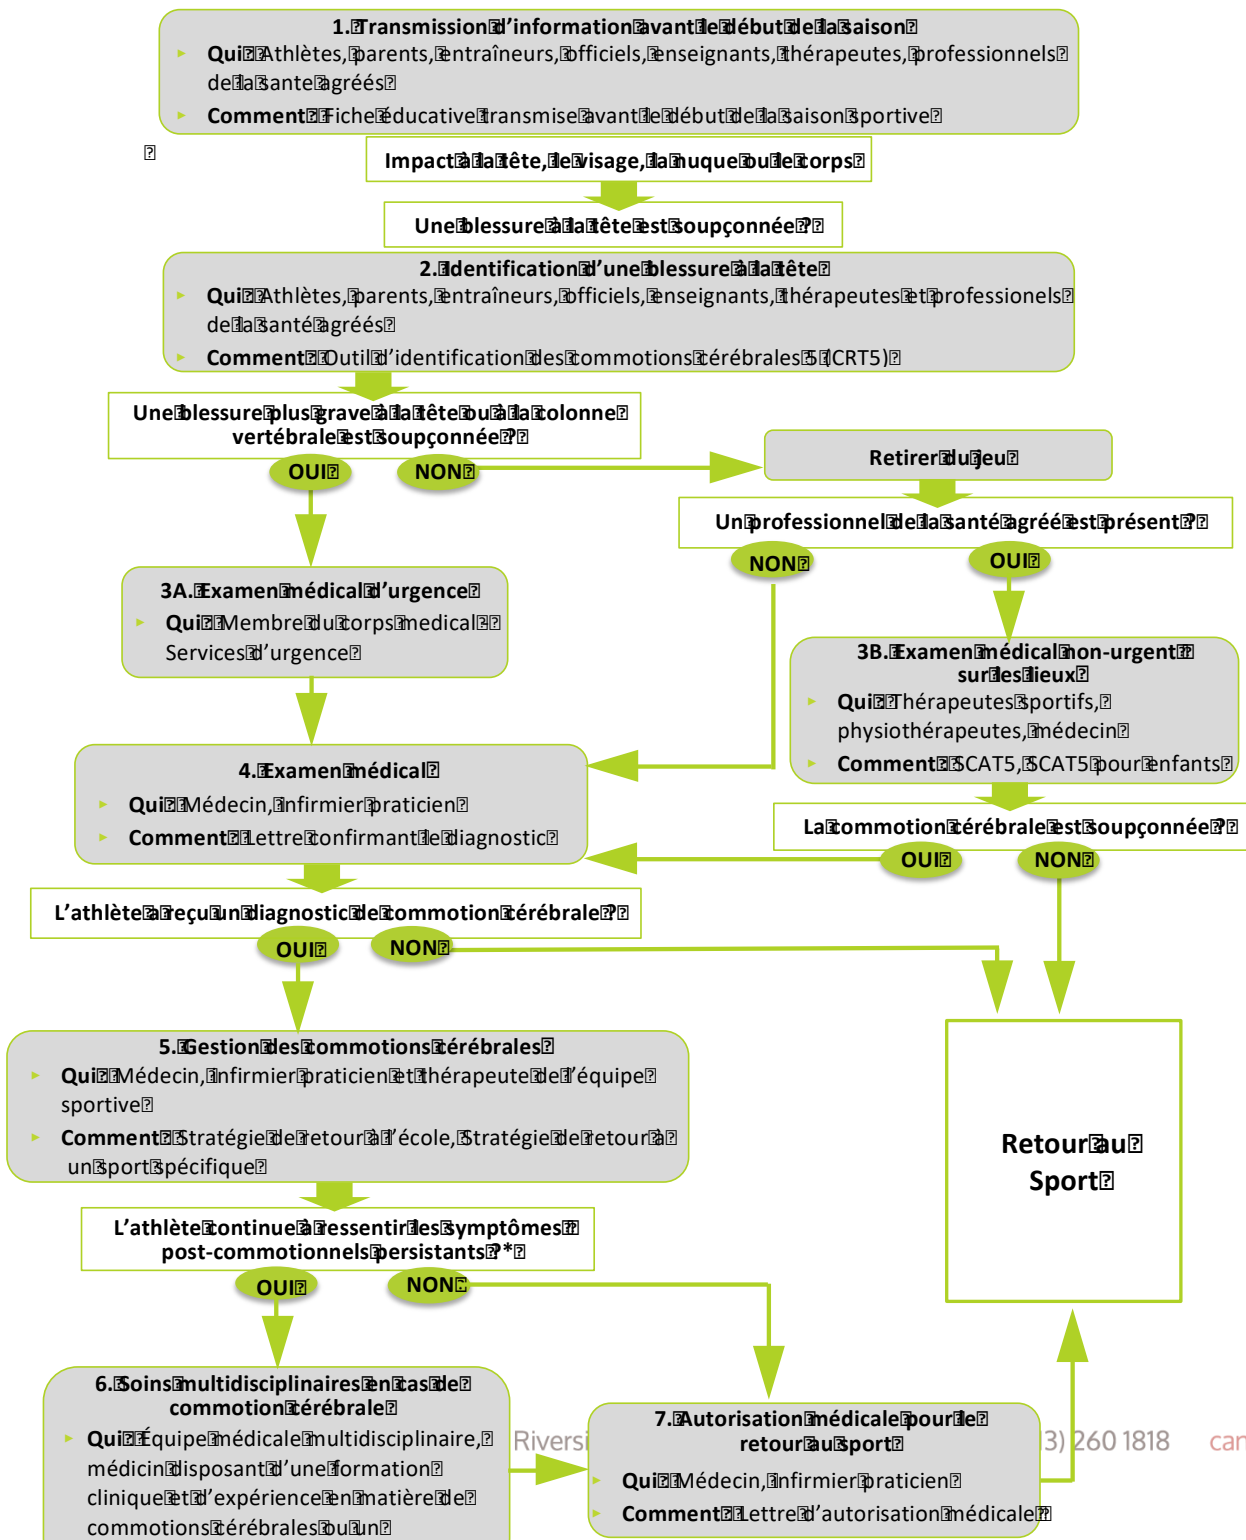 1. Transmission d'information avant le début de la saison
Qui Athlètes, parents, entraîneurs, officiels, enseignants, thérapeutes, professionnels
de la sante agréés
Comment Fiche éducative transmise avant le début de la saison sportive
Impact à la tête, le visage, la nuque ou le corps
Une blessure à la tête est soupçonnée ?
2. Identification d'une blessure à la tête
Qui Athlètes, parents, entraîneurs, officiels, enseignants, thérapeutes et professionels
de la santé agréés
Comment Outil d'identification des commotions cérébrales 5 (CRT5)
Une blessure plus grave à la tête ou à la colonne
vertébrale est soupçonnée ?
OUI
NON
Retirer du jeu
Un professionnel de la santé agréé est présent ?
NON
OUI
3A. Examen médical d'urgence
Qui Membre du corps medical -
Services d'urgence
3B. Examen médical non-urgent
sur les lieux
Qui Thérapeutes sportifs,
physiothérapeutes, médecin
Comment SCAT5, SCAT5 pour enfants
4. Examen médical
Qui Médecin, infirmier praticien
Comment Lettre confirmant le diagnostic
La commotion cérébrale est soupçonnée ?
OUI
NON
L'athlète a reçu un diagnostic de commotion cérébrale ?
OUI
NON
5. Gestion des commotions cérébrales
Qui Médecin, infirmier praticien et thérapeute de l'équipe
sportive
Comment Stratégie de retour à l'école, Stratégie de retour à
un sport spécifique
Retour au
Sport
L'athlète continue à ressentir les symptômes
post-commotionnels persistants ?*
OUI
NON
6. Soins multidisciplinaires en cas de
commotion cérébrale
Qui Équipe médicale multidisciplinaire,
médicin disposant d'une formation
clinique et d'expérience en matière de
commotions cérébrales ou un
7. Autorisation médicale pour le
retour au sport
Qui Médecin, infirmier praticien
Comment Lettre d'autorisation médicale
Riversi
3) 260 1818 can